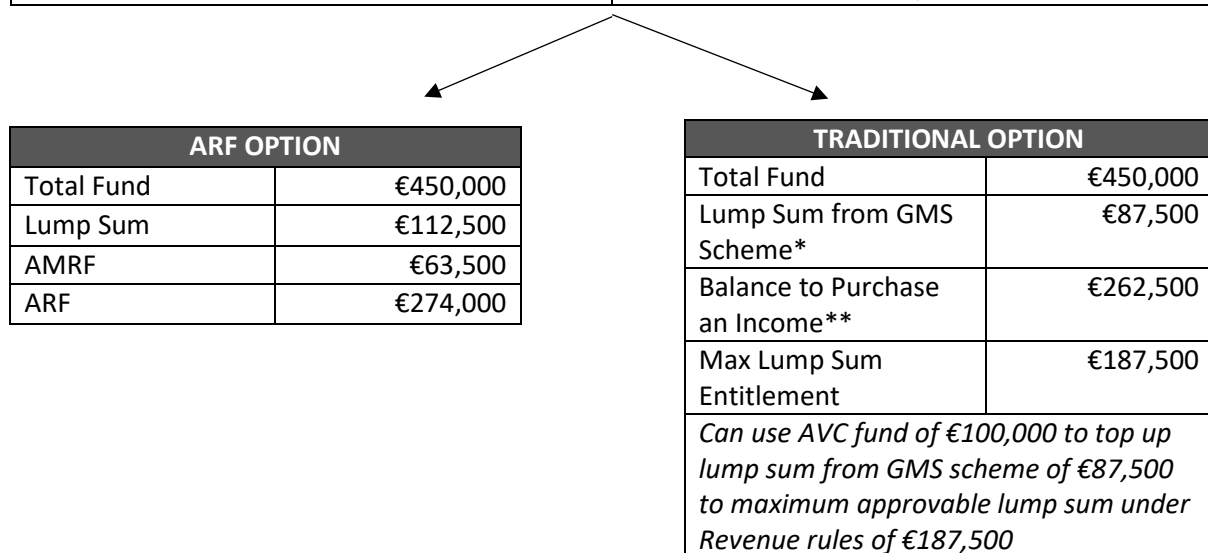 ARF OPTION
Total Fund €450,000
Lump Sum €112,500
AMRF €63,500
ARF €274,000
TRADITIONAL OPTION
Total Fund €450,000
Lump Sum from GMS €87,500
Scheme*
Balance to Purchase €262,500
an Income**
Max Lump Sum €187,500
Entitlement
Can use AVC fund of €100,000 to top up
lump sum from GMS scheme of €87,500
to maximum approvable lump sum under
Revenue rules of €187,500